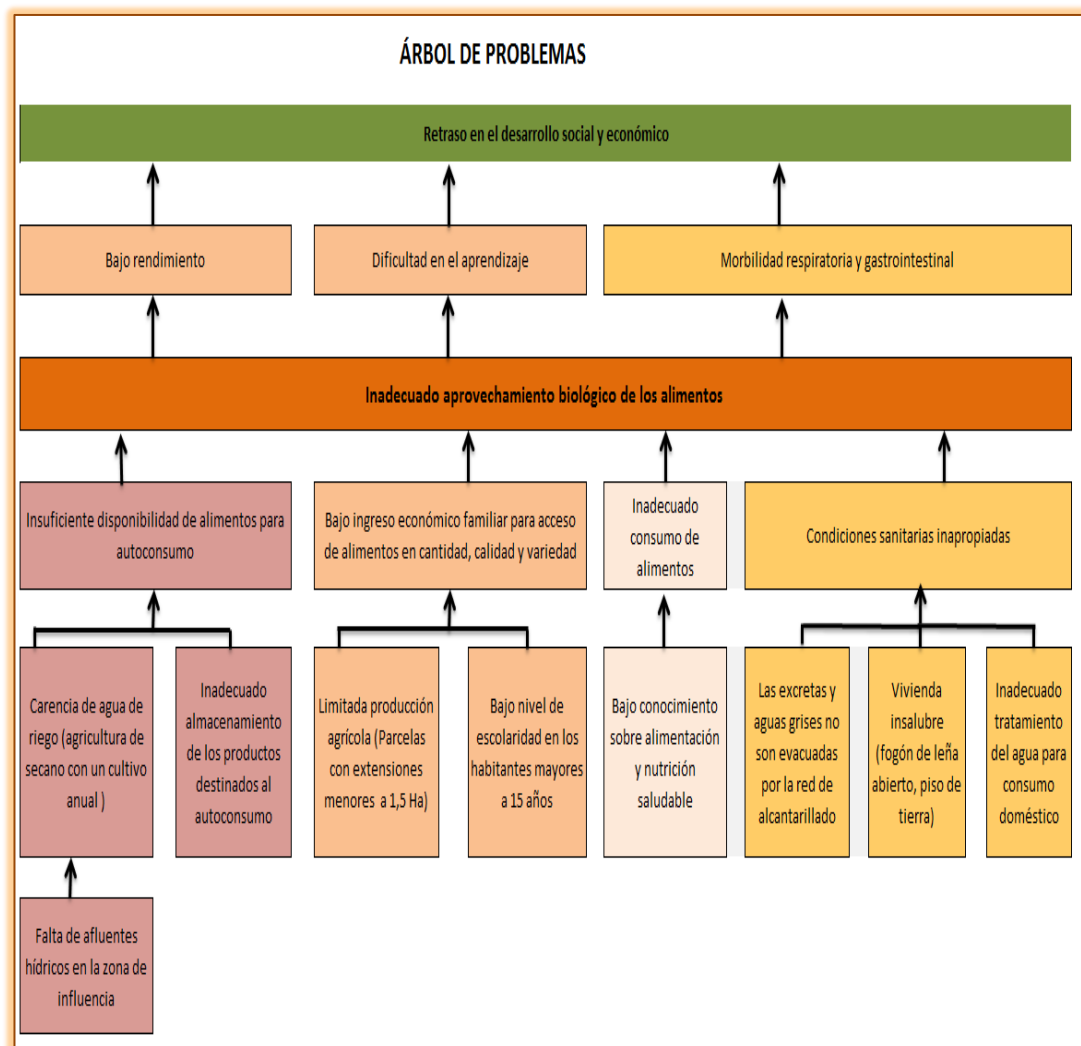 ÁRBOL DE PROBLEMAS
Retraso en el desarrollo social y económico
Bajo rendimiento
Dificultad en el aprendizaje
Morbilidad respiratoria y gastrointestinal
Inadecuado aprovechamiento biológico de los alimentos
Insuficiente disponibilidad de alimentos para
autoconsumo
Bajo ingreso económico familiar para acceso
de alimentos en cantidad, calidad y variedad
Inadecuado
consumo de
alimentos
Condiciones sanitarias inapropiadas
Carencia de agua de
riego (agricultura de
secano con un cultivo
anual )
Inadecuado
almacenamiento
de los productos
destinados al
autoconsumo
Limitada producción
agrícola (Parcelas
con extensiones
menores a 1,5 Ha)
Bajo nivel de
escolaridad en los
habitantes mayores
a 15 años
Bajo conocimiento
sobre alimentación
y nutrición
saludable
Las excretas y
aguas grises no
son evacuadas
por la red de
alcantarillado
Vivienda
insalubre
(fogón de leña
abierto, piso de
tierra)
Inadecuado
tratamiento
del agua para
consumo
doméstico
Falta de afluentes
hídricos en la zona de
influencia